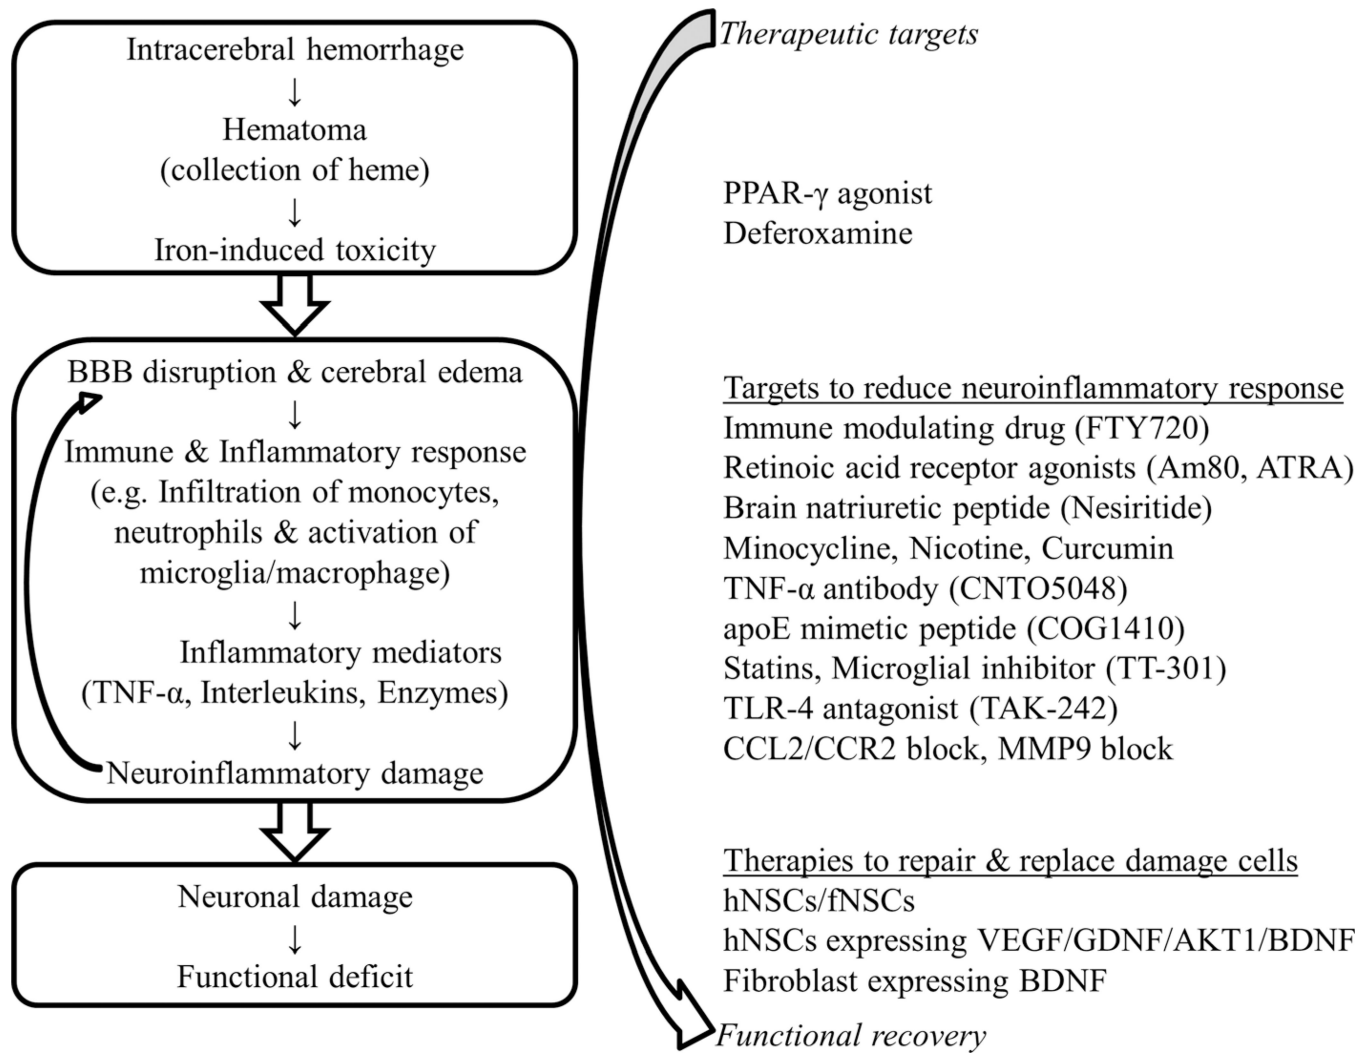 Intracerebral hemorrhage
↓
Hematoma
(collection of heme)
↓
Iron-induced toxicity
BBB disruption & cerebral edema
↓
Immune & Inflammatory response
(e.g. Infiltration of monocytes,
neutrophils & activation of
microglia/macrophage)
↓
Inflammatory mediators
(TNF-α, Interleukins, Enzymes)
↓
Neuroinflammatory damage
Neuronal damage
↓
Functional deficit
Therapeutic targets
PPAR-γ agonist
Deferoxamine
Targets to reduce neuroinflammatory response
Immune modulating drug (FTY720)
Retinoic acid receptor agonists (Am80, ATRA)
Brain natriuretic peptide (Nesiritide)
Minocycline, Nicotine, Curcumin
TNF-α antibody (CNTO5048)
apoE mimetic peptide (COG1410)
Statins, Microglial inhibitor (TT-301)
TLR-4 antagonist (TAK-242)
CCL2/CCR2 block, MMP9 block
Therapies to repair & replace damage cells
hNSCs/fNSCs
hNSCs expressing VEGF/GDNF/AKT1/BDNF
Fibroblast expressing BDNF
Functional recovery